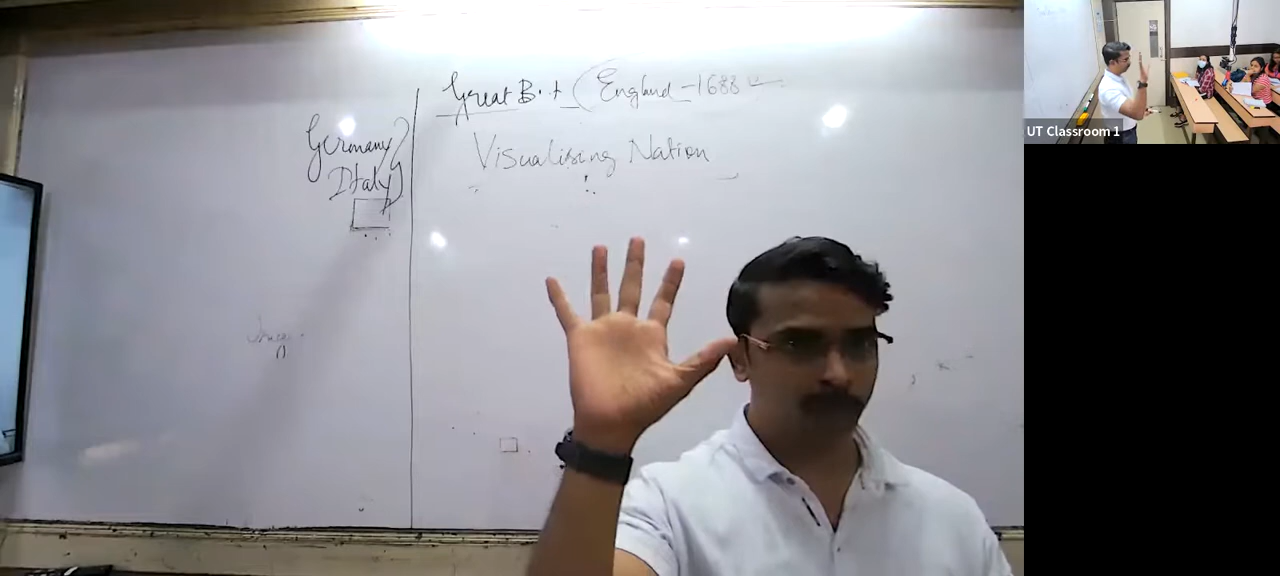 Germany
Italy
Great B.t (England - 1688
Visualising Nation
UT Classroom 1